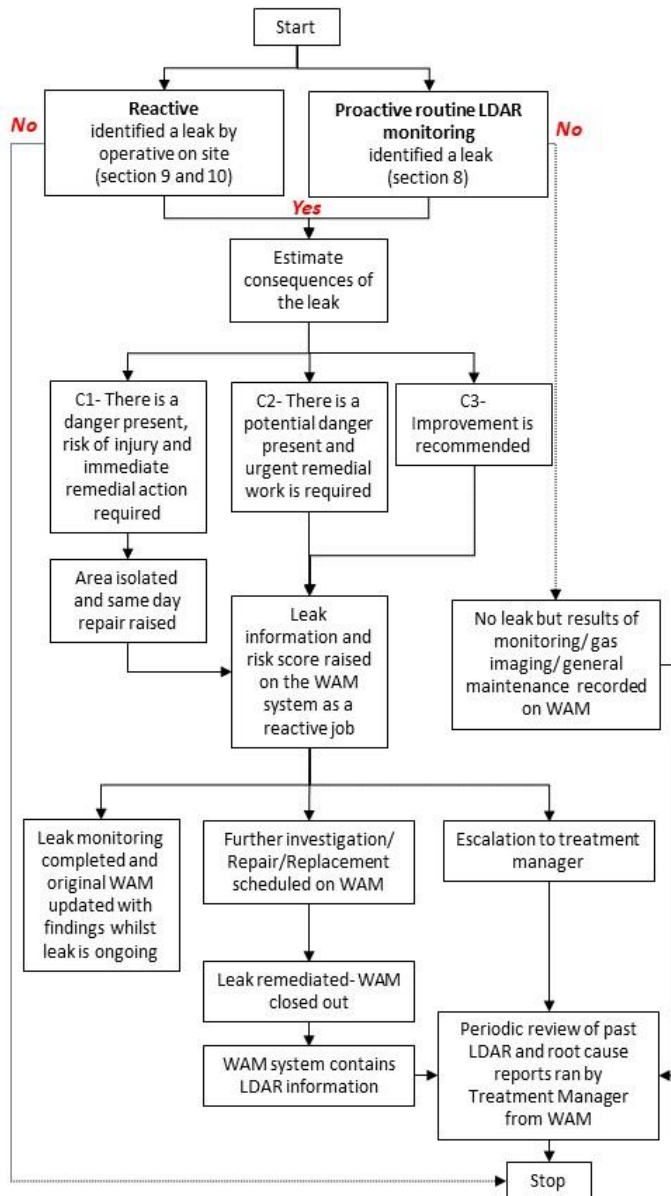 Start
Reactive
identified a leak by
operative on site
(section 9 and 10)
Proactive routine LDAR
monitoring
identified a leak
(section 8)
No
No
Yes
Estimate
consequences of
the leak
C1- There is a
danger present,
risk of injury and
immediate
remedial action
required
C2- There is a
potential danger
present and
urgent remedial
work is required
C3-
Improvement is
recommended
Area isolated
and same day
repair raised
Leak
information and
risk score raised
on the WAM
system as a
reactive job
No leak but results of
monitoring/ gas
imaging/ general
maintenance recorded
on WAM
Leak monitoring
completed and
original WAM
updated with
findings whilst
leak is ongoing
Further investigation/
Repair/Replacement
scheduled on WAM
Escalation to treatment
manager
Leak remediated- WAM
closed out
WAM system contains
LDAR information
Periodic review of past
LDAR and root cause
reports ran by
Treatment Manager
from WAM
Stop